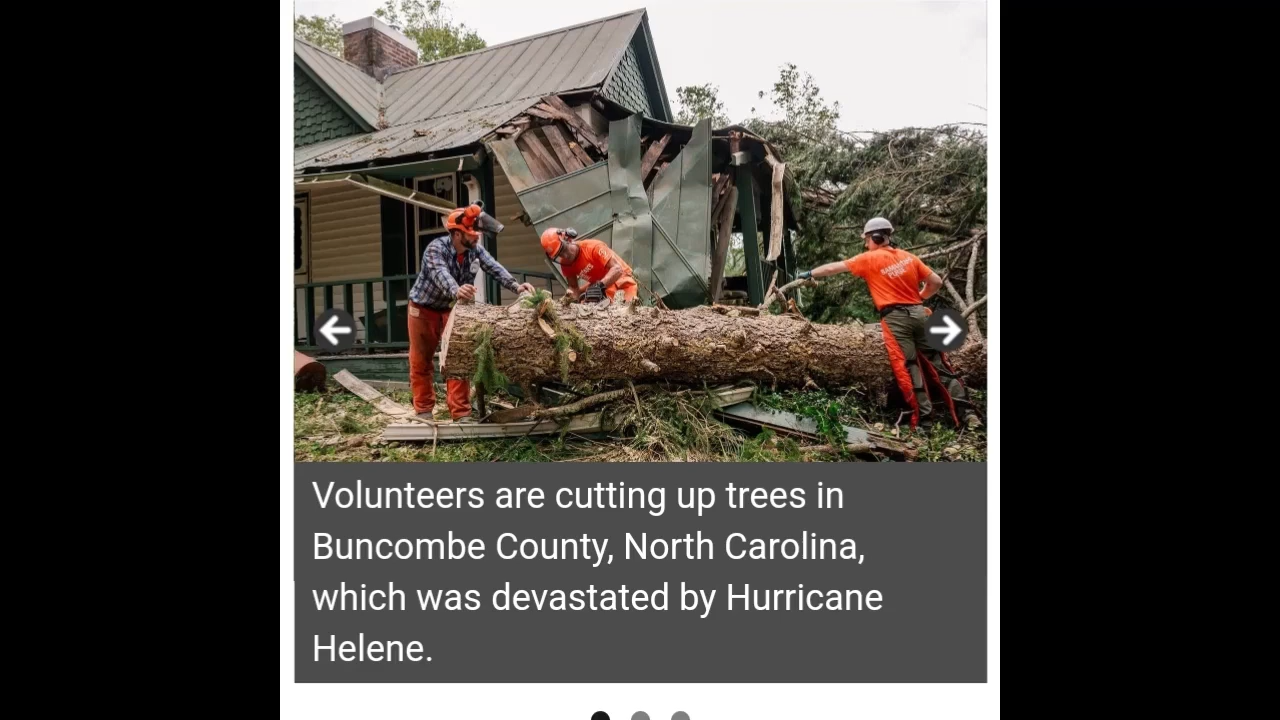 Volunteers are cutting up trees in
Buncombe County, North Carolina,
which was devastated by Hurricane
Helene.